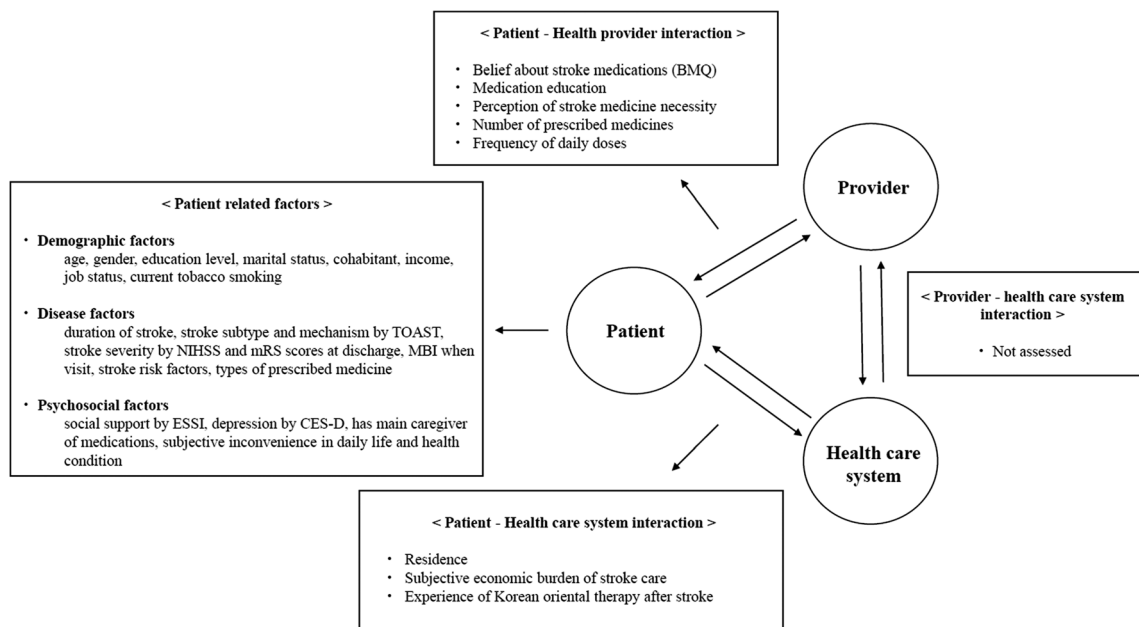 < Patient - Health provider interaction >
· Belief about stroke medications (BMQ)
· Medication education
· Perception of stroke medicine necessity
· Number of prescribed medicines
· Frequency of daily doses
Provider
< Patient related factors >
· Demographic factors
age, gender, education level, marital status, cohabitant, income,
job status, current tobacco smoking
· Disease factors
duration of stroke, stroke subtype and mechanism by TOAST,
stroke severity by NIHSS and mRS scores at discharge, MBI when
visit, stroke risk factors, types of prescribed medicine
· Psychosocial factors
social support by ESSI, depression by CES-D, has main caregiver
of medications, subjective inconvenience in daily life and health
condition
Patient
< Provider - health care system
interaction >
· Not assessed
Health care
system
< Patient - Health care system interaction >
· Residence
· Subjective economic burden of stroke care
· Experience of Korean oriental therapy after stroke